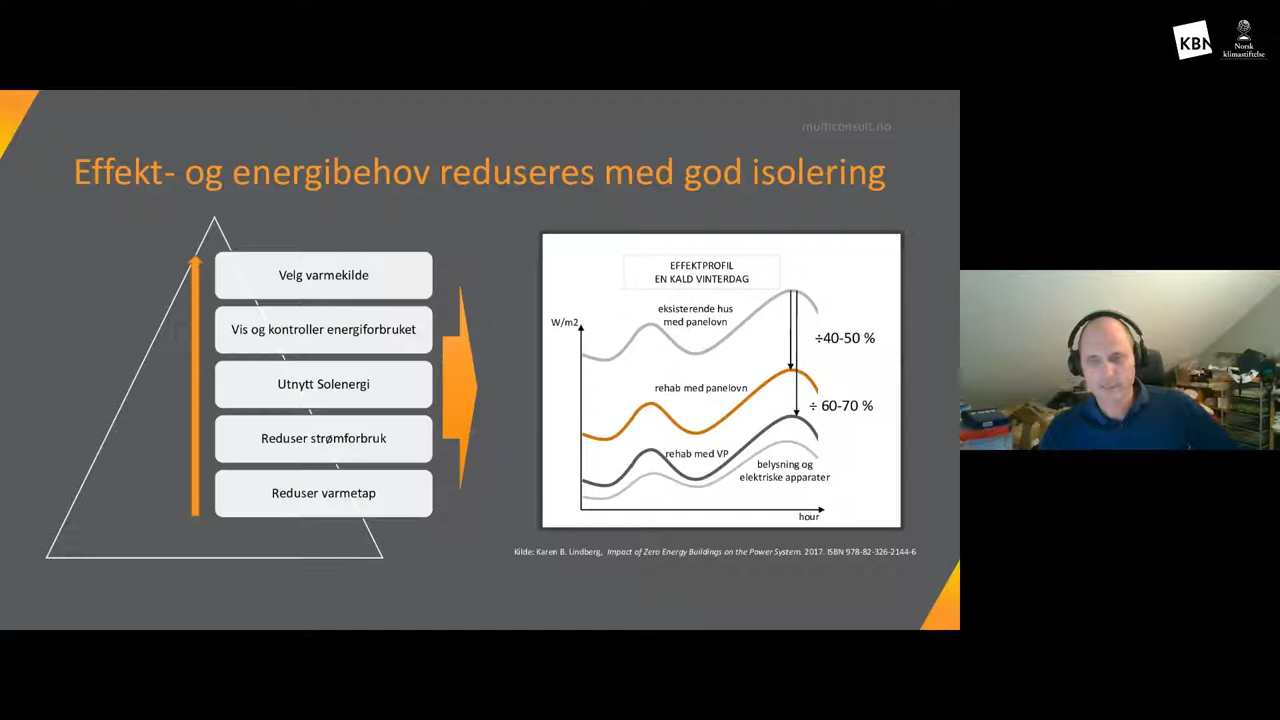 KBN
Norsk
klimastiftelse
multiconsult.no
Effekt- og energibehov reduseres med god isolering
Velg varmekilde
Vis og kontroller energiforbruket
Utnytt Solenergi
Reduser strømforbruk
Reduser varmetap
EFFEKTPROFIL
EN KALD VINTERDAG
W/m2
eksisterende hus
med panelovn
÷40-50 %
rehab med panelovn
÷ 60-70 %
rehab med VP
belysning og
elektriske apparater
hour
Kilde: Karen B. Lindberg, Impact of Zero Energy Buildings on the Power System. 2017. ISBN 978-82-326-2144-6